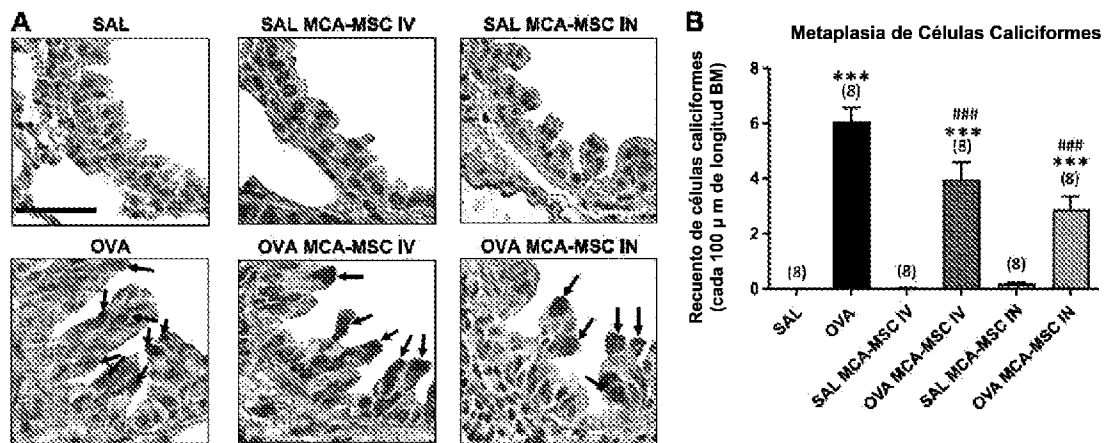 A
SAL
SAL MCA-MSC IV
SAL MCA-MSC IN
OVA
OVA MCA-MSC IV
OVA MCA-MSC IN
B
Metaplasia de Células Caliciformes
Recuento de células caliciformes
(cada 100 µ m de longitud BM)
8
6
4
2
0
(8)
***
(8)
(8)
###
***
(8)
(8)
###
***
(8)
SAL
OVA
SAL MCA-MSC IV
OVA MCA-MSC IV
SAL MCA-MSC IN
OVA MCA-MSC IN